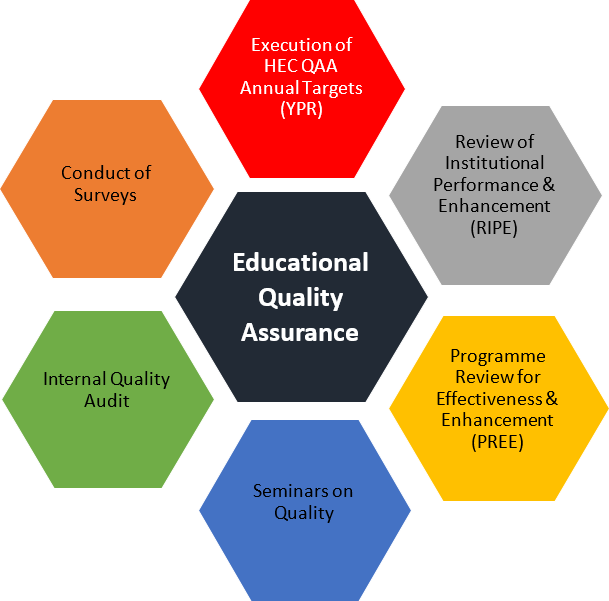 Execution of
HEC QAA
Annual Targets
(YPR)
Review of
Institutional
Performance &
Enhancement
(RIPE)
Conduct of
Surveys
Educational
Quality
Assurance
Programme
Review for
Effectiveness &
Enhancement
(PREE)
Internal Quality
Audit
Seminars on
Quality